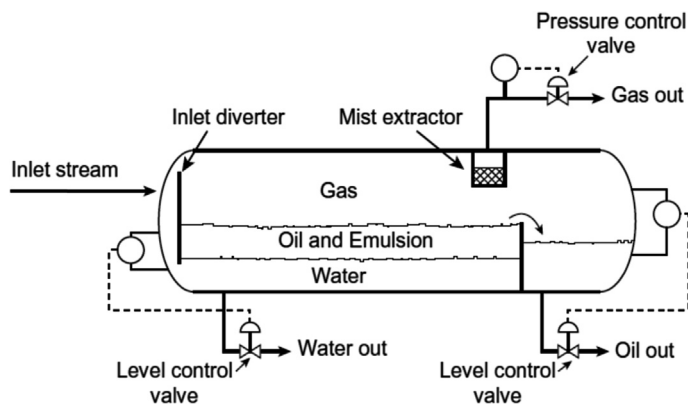 Pressure control
valve
Gas out
Inlet diverter
Mist extractor
Inlet stream
Gas
Oil and Emulsion
Water
Water out
Oil out
Level control
valve
Level control
valve